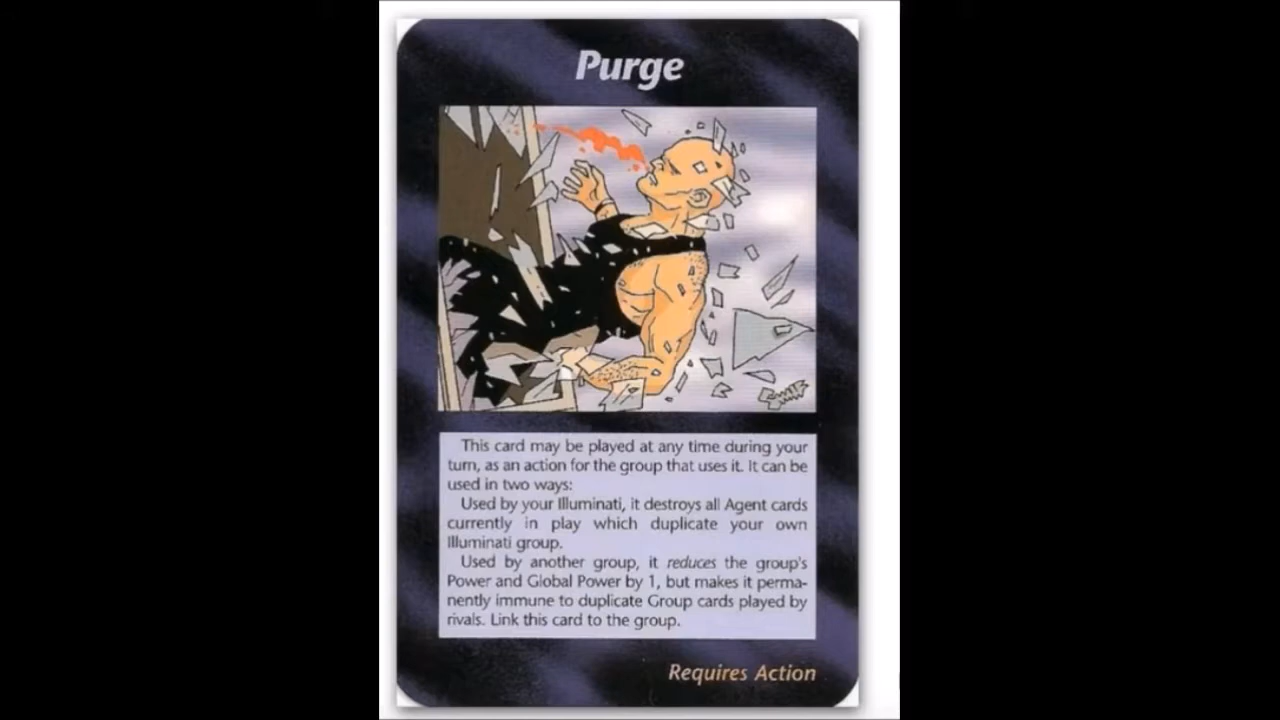 Purge
This card may be played at any time during your
turn, as an action for the group that uses it. It can be
used in two ways:
Used by your Illuminati, it destroys all Agent cards
currently in play which duplicate your own
Illuminati group.
Used by another group, it reduces the group's
Power and Global Power by 1, but makes it perma-
nently immune to duplicate Group cards played by
rivals. Link this card to the group.
Requires Action